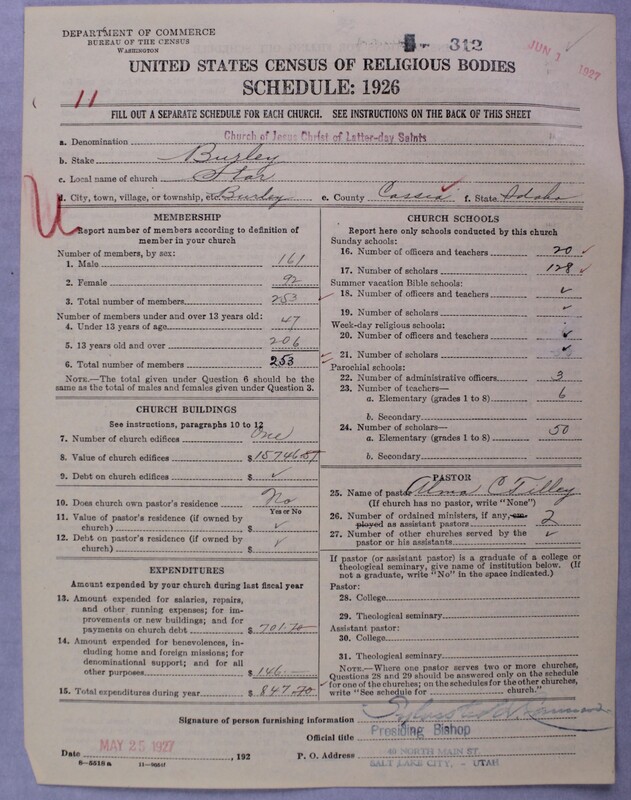 DEPARTMENT OF COMMERCE
BUREAU OF THE CENSUS
WASHINGTON
5- 312
JUN 1 1927
UNITED STATES CENSUS OF RELIGIOUS BODIES
SCHEDULE: 1926
11
FILL OUT A SEPARATE SCHEDULE FOR EACH CHURCH. SEE INSTRUCTIONS ON THE BACK OF THIS SHEET
a. Denomination Church of Jesus Christ of Latter-day Saints
b. Stake Burley
c. Local name of church Star
d. City, town, village, or township, etc. Burley e. County Cassia f. State Idaho
MEMBERSHIP
Report number of members according to definition of
member in your church
Number of members, by sex:
1. Male 161
2. Female 92
3. Total number of members 253
Number of members under and over 13 years old:
4. Under 13 years of age 47
5. 13 years old and over 206
6. Total number of members 253
NOTE.—The total given under Question 6 should be
same as the total of males and females given under Question 3.
CHURCH BUILDINGS
See instructions, paragraphs 10 to 12
7. Number of church edifices One
8. Value of church edifices $ 15746.51
9. Debt on church edifices $ ✓
10. Does church own pastor's residence No
Yes or No
11. Value of pastor's residence (if owned by
church) $ ✓
12. Debt on pastor's residence (if owned by
church) $ ✓
EXPENDITURES
Amount expended by your church during last fiscal year
13. Amount expended for salaries, repairs,
and other running expenses; for im-
provements or new buildings; and for
payments on church debt $ 701.70
14. Amount expended for benevolences, in-
cluding home and foreign missions; for
denominational support; and for all
other purposes $ 146—
15. Total expenditures during year $ 847.70
CHURCH SCHOOLS
Report here only schools conducted by this church
Sunday schools:
16. Number of officers and teachers 20 ✓
17. Number of scholars 128 ✓
Summer vacation Bible schools:
18. Number of officers and teachers ✓
19. Number of scholars ✓
Week-day religious schools:
20. Number of officers and teachers ✓
21. Number of scholars ✓
Parochial schools:
22. Number of administrative officers 3
23. Number of teachers—
a. Elementary (grades 1 to 8) 6
b. Secondary
24. Number of scholars—
a. Elementary (grades 1 to 8) 50
b. Secondary
PASTOR
25. Name of pastor Alma C Tilley
(If church has no pastor, write "None")
26. Number of ordained ministers, if any, em-
ployed as assistant pastors 2
27. Number of other churches served by the
pastor or his assistants ✓
If pastor (or assistant pastor) is a graduate of a college or
theological seminary, give name of institution below. (If
not a graduate, write "No" in the space indicated.)
Pastor:
28. College
29. Theological seminary
Assistant pastor:
30. College
31. Theological seminary
NOTE.—Where one pastor serves two or more churches,
Questions 28 and 29 should be answered only on the schedule
for one of the churches; on the schedules for the other churches,
write "See schedule for church."
Signature of person furnishing information
Official title Presiding Bishop
Date MAY 25 1927, 192 P. O. Address 40 NORTH MAIN ST.
SALT LAKE CITY, - UTAH
6—5518a